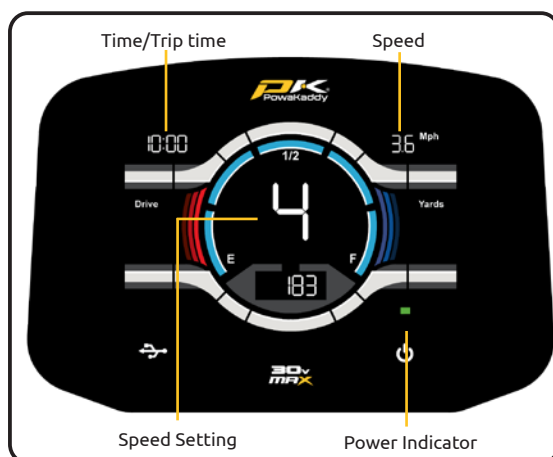 Time/Trip time
Speed
PK
PowaKaddy
10:00
3.6 Mph
1/2
Drive
Yards
4
E
F
183
30v
MAX
Speed Setting
Power Indicator